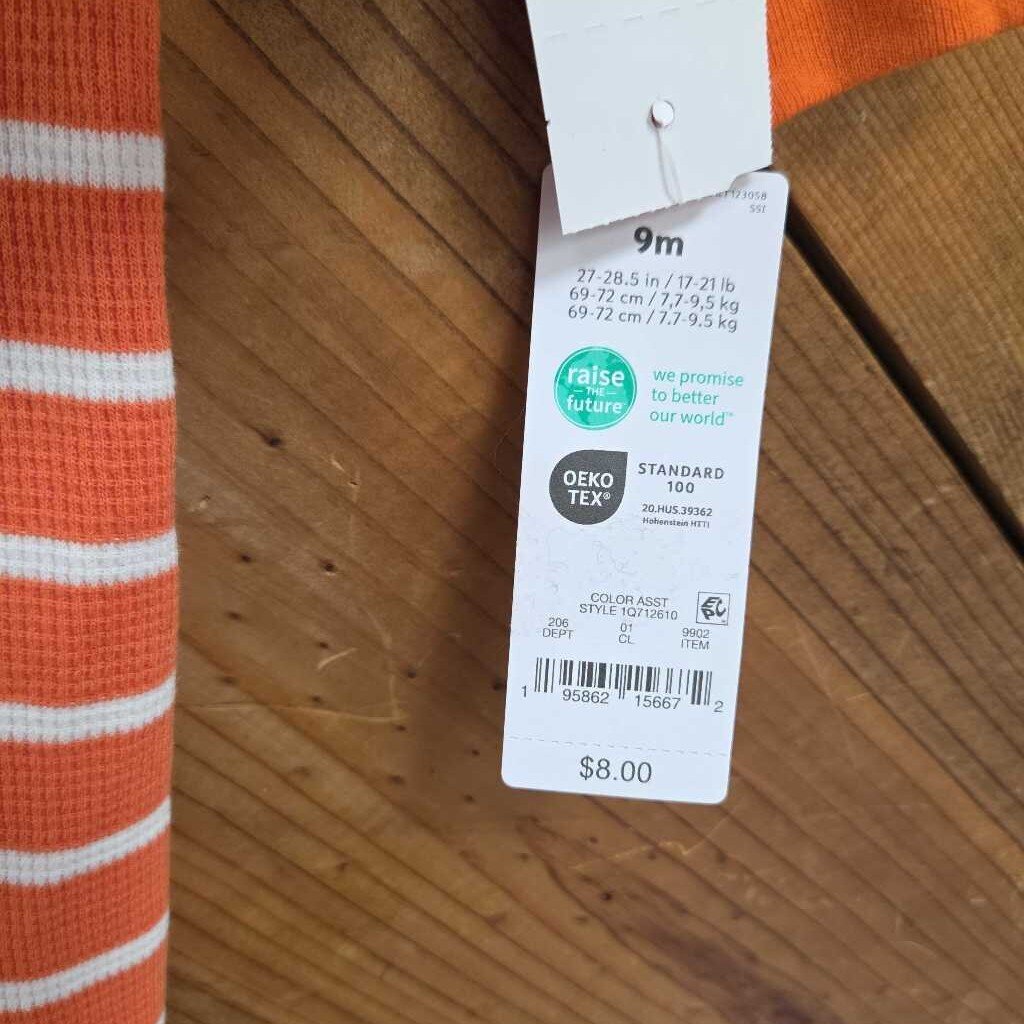 123058
SSI
9m
27-28.5 in / 17-21 lb
69-72 cm / 7,7-9,5 kg
69-72 cm / 7.7-9.5 kg
raise
THE
future
we promise
to better
our world™
OEKO
TEX®
STANDARD
100
20.HUS.39362
Hohenstein HTTI
COLOR ASST
STYLE 1Q712610
EPC
206
DEPT
01
CL
9902
ITEM
1 95862 15667 2
$8.00